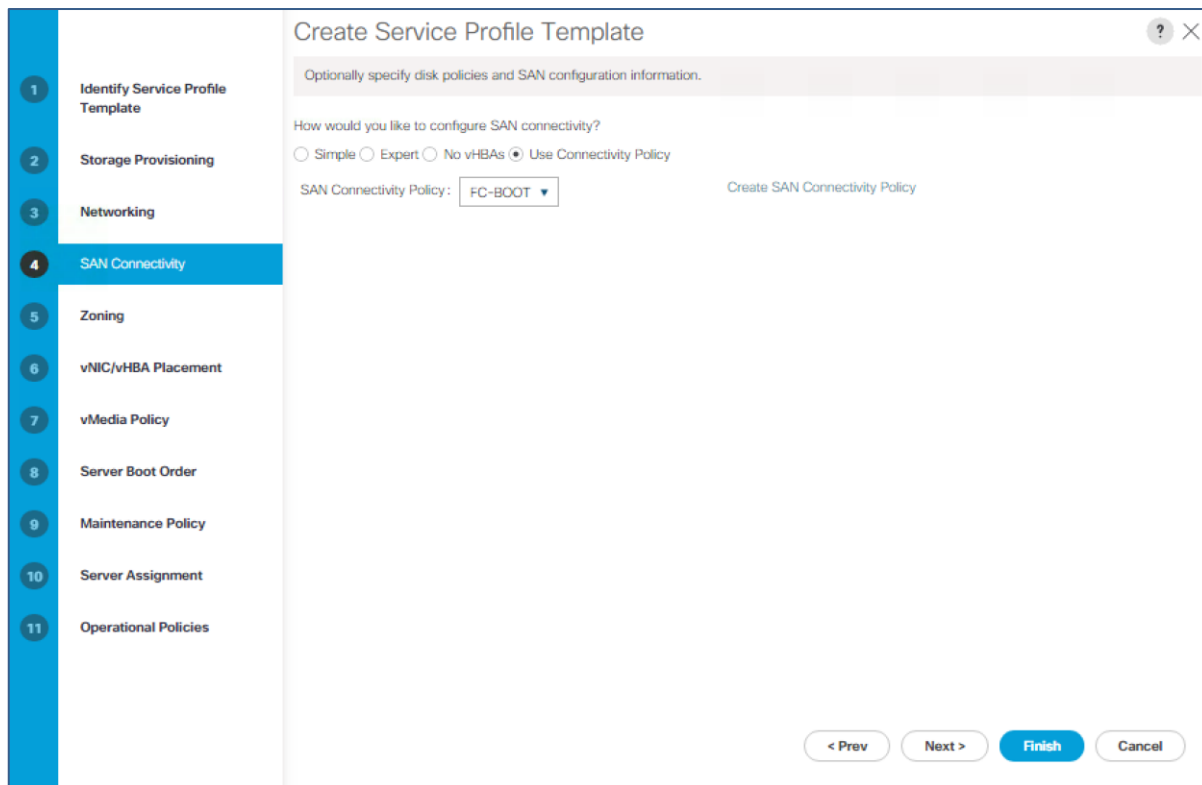 Create Service Profile Template
?
Optionally specify disk policies and SAN configuration information.
1 Identify Service Profile
Template
2 Storage Provisioning
3 Networking
4 SAN Connectivity
5 Zoning
6 vNIC/vHBA Placement
7 vMedia Policy
8 Server Boot Order
9 Maintenance Policy
10 Server Assignment
11 Operational Policies
How would you like to configure SAN connectivity?
Simple Expert No vHBAs Use Connectivity Policy
SAN Connectivity Policy : FC-BOOT
Create SAN Connectivity Policy
< Prev
Next >
Finish
Cancel